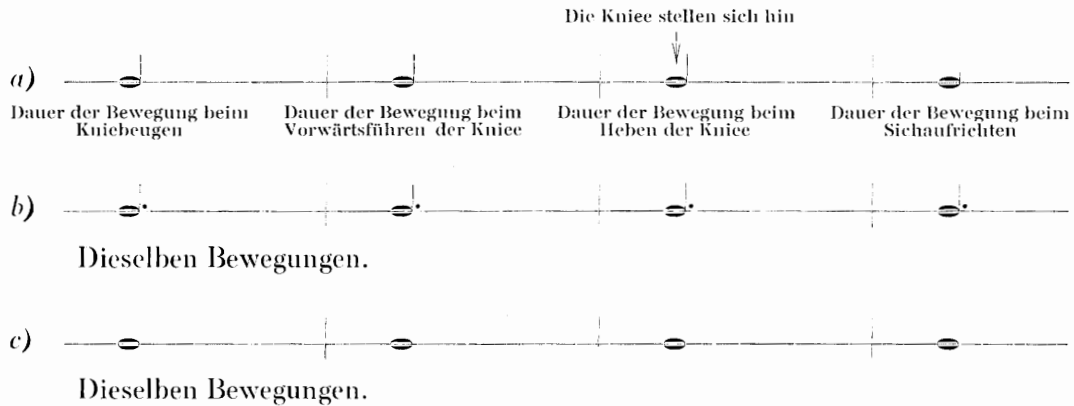 Die Kniee stellen sich hin
a)
Dauer der Bewegung beim Kniebeugen
Dauer der Bewegung beim Vorwärtsführen der Kniee
Dauer der Bewegung beim Heben der Kniee
Dauer der Bewegung beim Sichaufrichten
b)
Dieselben Bewegungen.
c)
Dieselben Bewegungen.